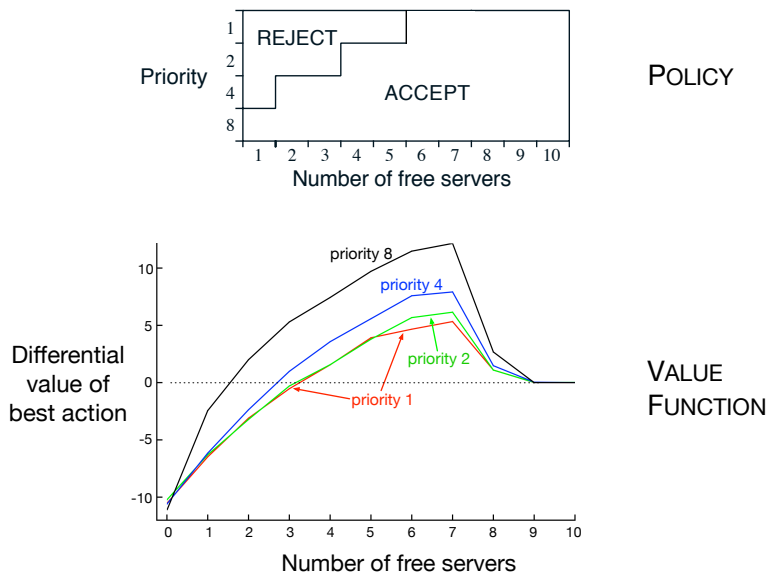 1
REJECT
2
Priority
POLICY
4
ACCEPT
8
1 2 3 4 5 6 7 8 9 10
Number of free servers
10
priority 8
priority 4
5
Differential
value of
best action
priority 2
VALUE
FUNCTION
0
priority 1
-5
-10
0 1 2 3 4 5 6 7 8 9 10
Number of free servers